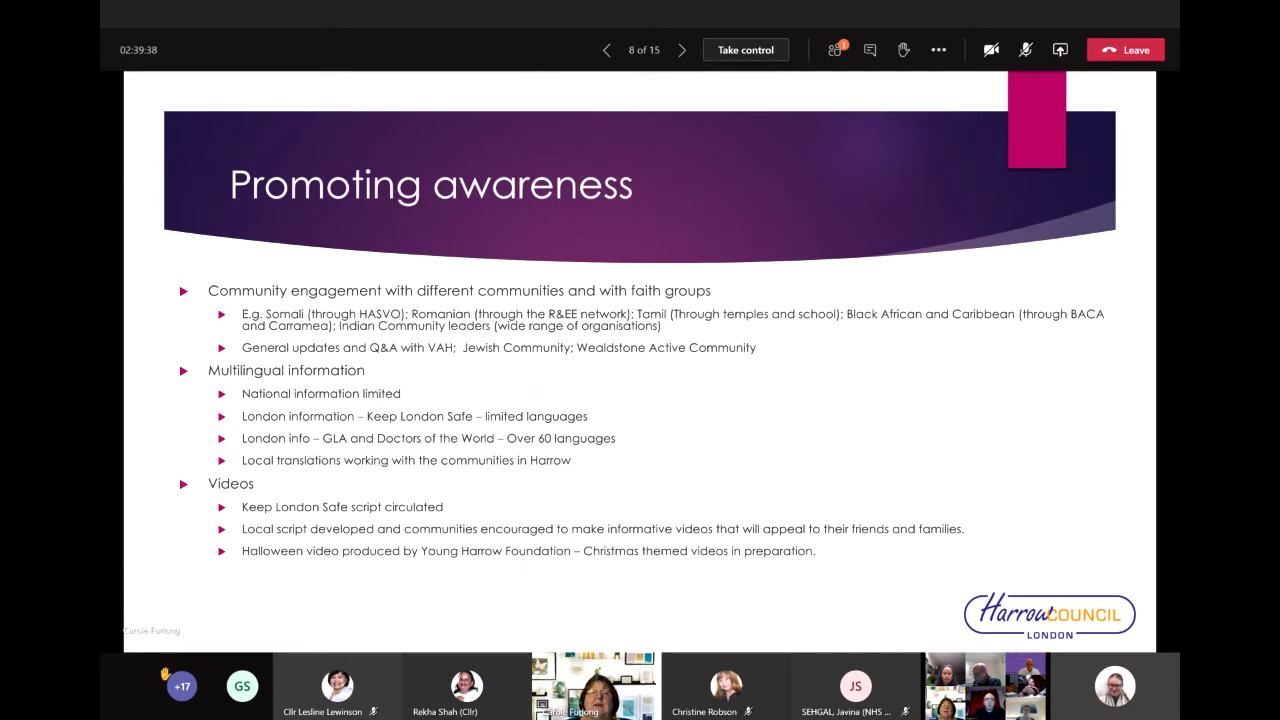 02:39:38
8 of 15
Take control
1
Leave
Promoting awareness
Community engagement with different communities and with faith groups
E.g. Somali (through HASVO); Romanian (through the R&EE network); Tamil (Through temples and school); Black African and Caribbean (through BACA
and Carramea); Indian Community leaders (wide range of organisations)
General updates and Q&A with VAH; Jewish Community; Wealdstone Active Community
Multilingual information
National information limited
London information – Keep London Safe – limited languages
London info – GLA and Doctors of the World – Over 60 languages
Local translations working with the communities in Harrow
Videos
Keep London Safe script circulated
Local script developed and communities encouraged to make informative videos that will appeal to their friends and families.
Halloween video produced by Young Harrow Foundation – Christmas themed videos in preparation.
HarrowCOUNCIL
LONDON
Carole Furlong
+17
GS
JS
Cllr Lesline Lewinson
Rekha Shah (Cllr)
Carole Furlong
Christine Robson
SEHGAL, Javina (NHS ...